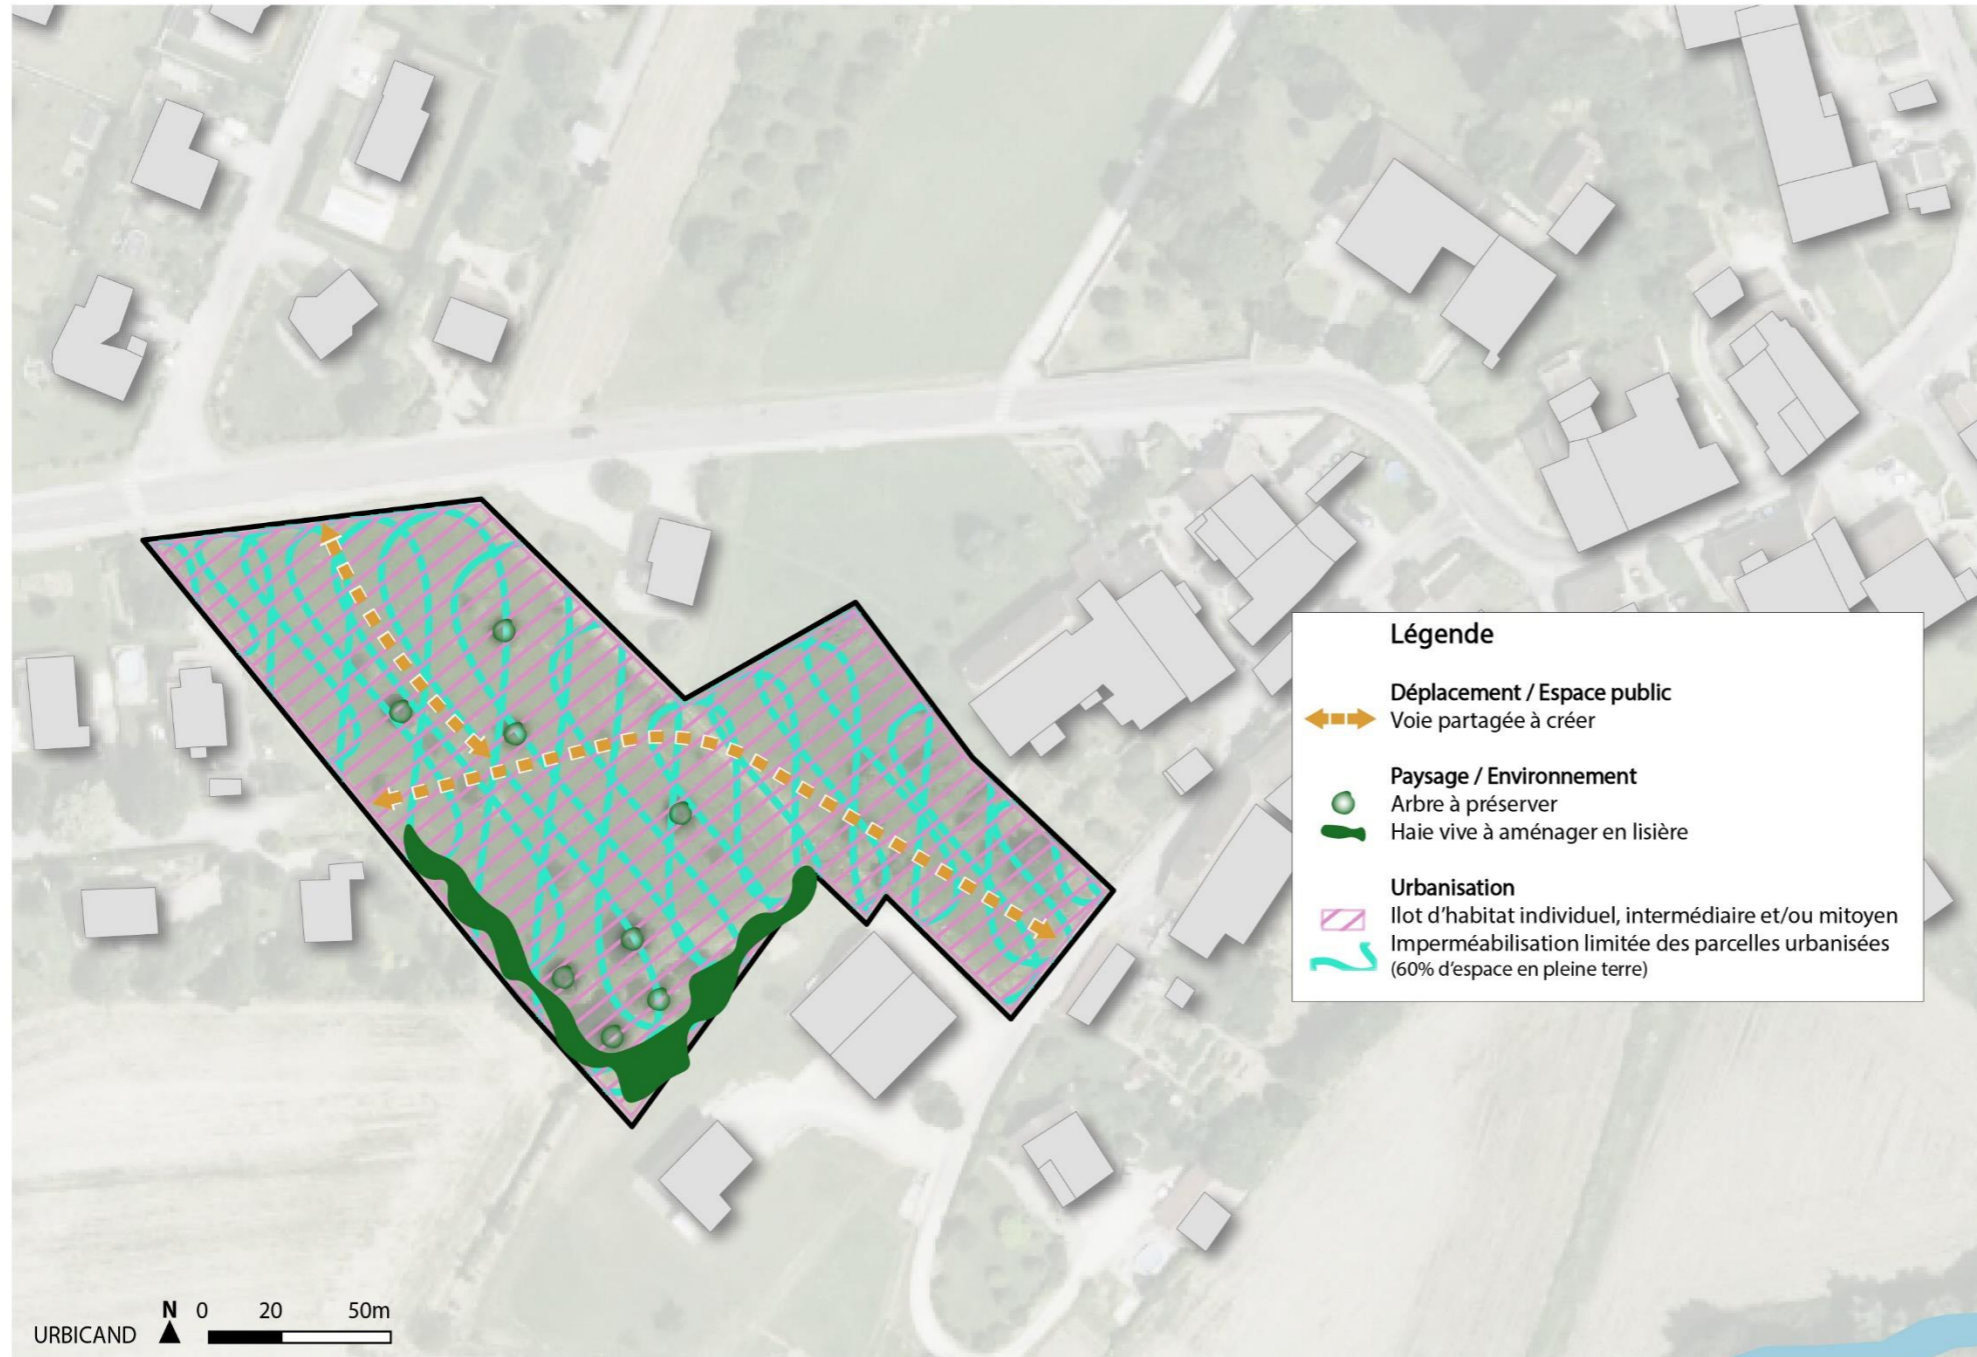 Légende
Déplacement / Espace public
Voie partagée à créer
Paysage / Environnement
Arbre à préserver
Haie vive à aménager en lisière
Urbanisation
Ilot d’habitat individuel, intermédiaire et/ou mitoyen
Imperméabilisation limitée des parcelles urbanisées
(60% d’espace en pleine terre)
N 0 20 50m
URBICAND